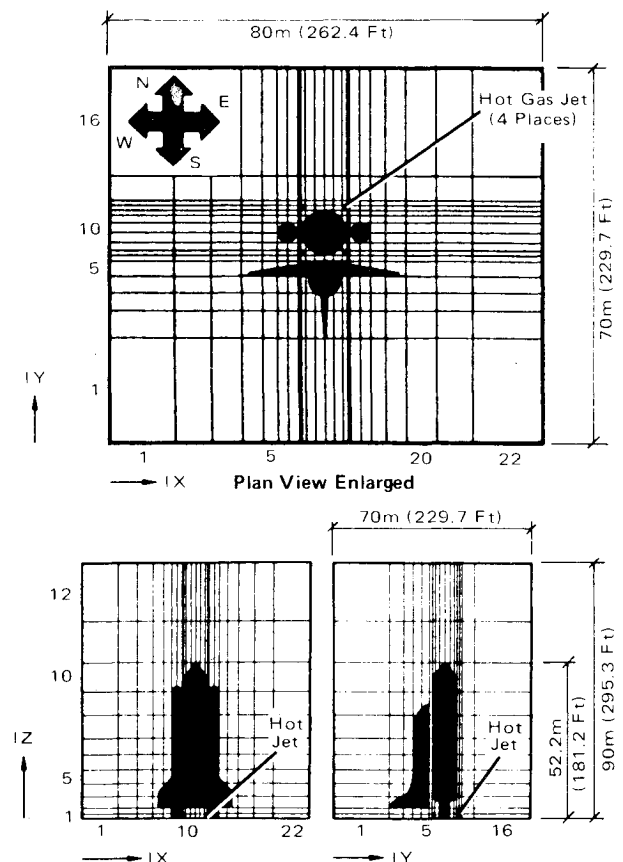 80m (262.4 Ft)
N
E
W
S
Hot Gas Jet
(4 Places)
16
10
5
1
IY
70m (229.7 Ft)
1
5
20
22
IX
Plan View Enlarged
70m (229.7 Ft)
12
10
5
1
IZ
Hot
Jet
Hot
Jet
52.2m
(181.2 Ft)
90m (295.3 Ft)
1
10
22
1
5
16
IX
IY